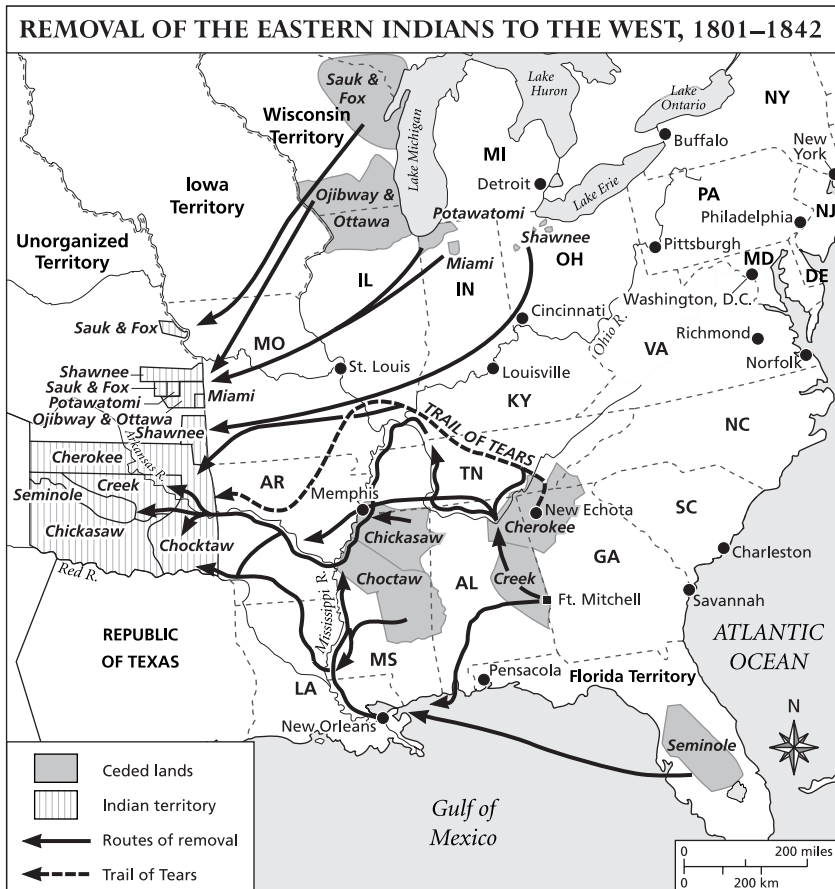 REMOVAL OF THE EASTERN INDIANS TO THE WEST, 1801–1842
Sauk &
Fox
Wisconsin
Territory
Lake Michigan
Lake
Huron
Lake
Ontario
NY
Buffalo
New
York
MI
Detroit
Lake Erie
Iowa
Territory
Ojibway &
Ottawa
Potawatomi
PA
Philadelphia
NJ
Unorganized
Territory
Shawnee
OH
Pittsburgh
MD
DE
IL
Miami
IN
Washington, D.C.
Cincinnati
Ohio R.
Sauk & Fox
MO
VA
Richmond
Norfolk
St. Louis
Louisville
Shawnee
Sauk & Fox
Potawatomi
Miami
Ojibway & Ottawa
Shawnee
KY
TRAIL OF TEARS
NC
Arkansas R.
Cherokee
Creek
Seminole
Chickasaw
Chocktaw
AR
TN
Memphis
New Echota
Cherokee
SC
Chickasaw
Charleston
GA
Choctaw
AL
Creek
Ft. Mitchell
Savannah
Red R.
Mississippi R.
REPUBLIC
OF TEXAS
MS
ATLANTIC
OCEAN
LA
Pensacola
Florida Territory
New Orleans
N
Seminole
Gulf of
Mexico
Ceded lands
Indian territory
Routes of removal
Trail of Tears
0 200 miles
0 200 km